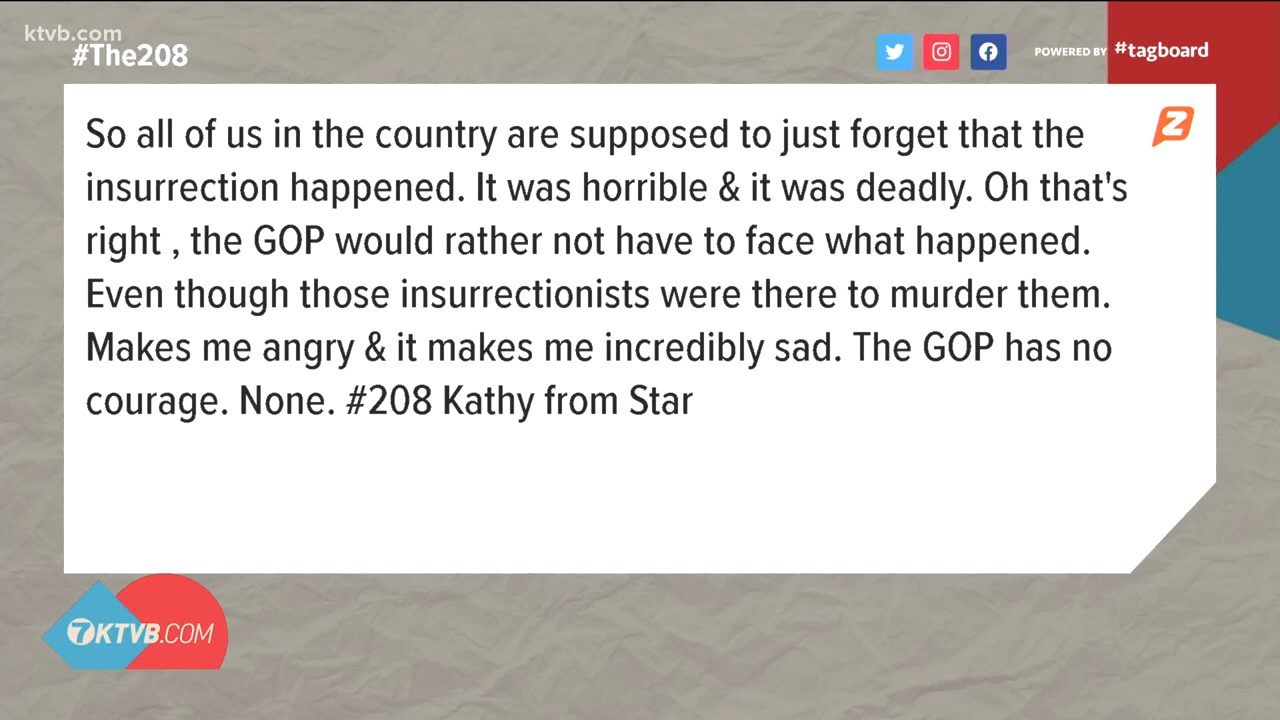 ktvb.com
#The208
POWERED BY #tagboard
So all of us in the country are supposed to just forget that the
insurrection happened. It was horrible & it was deadly. Oh that's
right , the GOP would rather not have to face what happened.
Even though those insurrectionists were there to murder them.
Makes me angry & it makes me incredibly sad. The GOP has no
courage. None. #208 Kathy from Star
7KTVB.COM